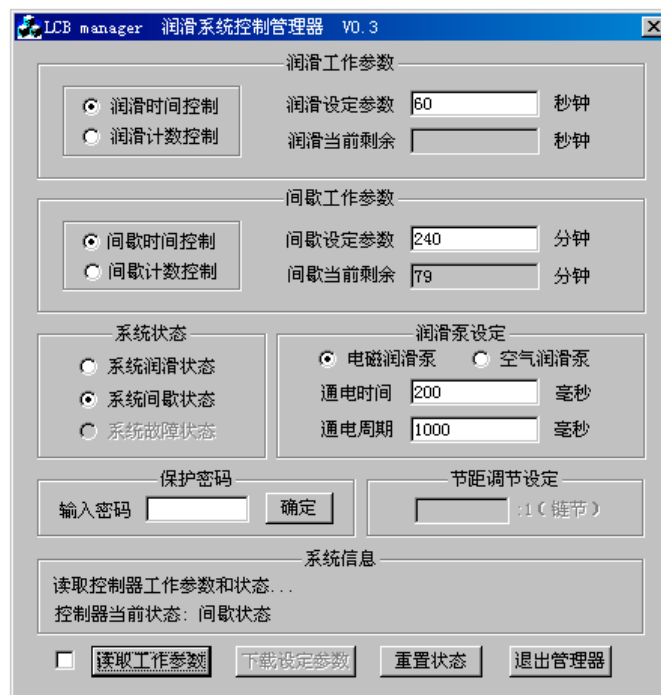 LCB manager 润滑系统控制管理器 V0.3
润滑工作参数
润滑时间控制 润滑设定参数 60 秒钟
润滑计数控制 润滑当前剩余 秒钟
间歇工作参数
间歇时间控制 间歇设定参数 240 分钟
间歇计数控制 间歇当前剩余 79 分钟
系统状态
系统润滑状态
系统间歇状态
系统故障状态
润滑泵设定
电磁润滑泵 空气润滑泵
通电时间 200 毫秒
通电周期 1000 毫秒
保护密码
输入密码 确定
节距调节设定
:1(链节)
系统信息
读取控制器工作参数和状态...
控制器当前状态: 间歇状态
读取工作参数 下载设定参数 重置状态 退出管理器